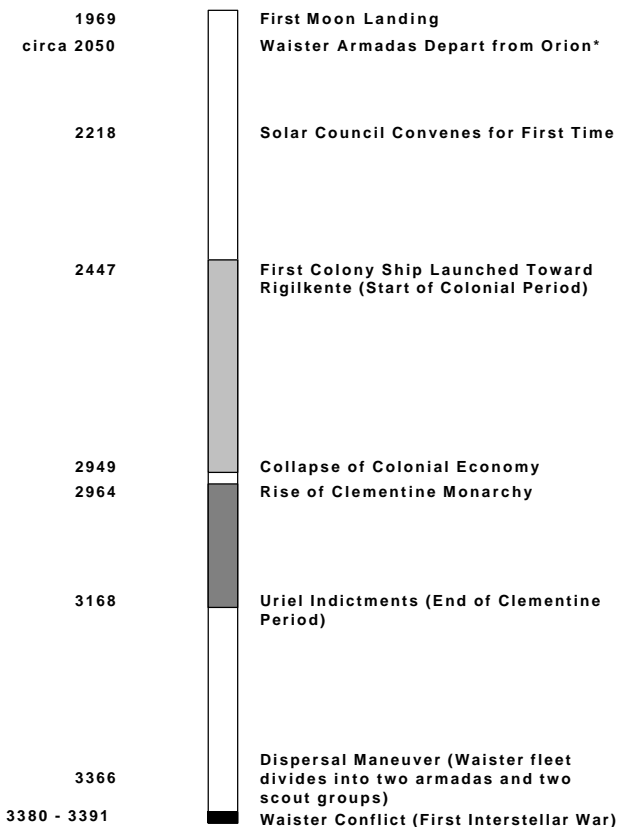 1969 First Moon Landing
circa 2050 Waister Armadas Depart from Orion*
2218 Solar Council Convenes for First Time
2447 First Colony Ship Launched Toward
Rigilkente (Start of Colonial Period)
2949 Collapse of Colonial Economy
2964 Rise of Clementine Monarchy
3168 Uriel Indictments (End of Clementine
Period)
Dispersal Maneuver (Waister fleet
3366 divides into two armadas and two
scout groups)
3380 - 3391 Waister Conflict (First Interstellar War)